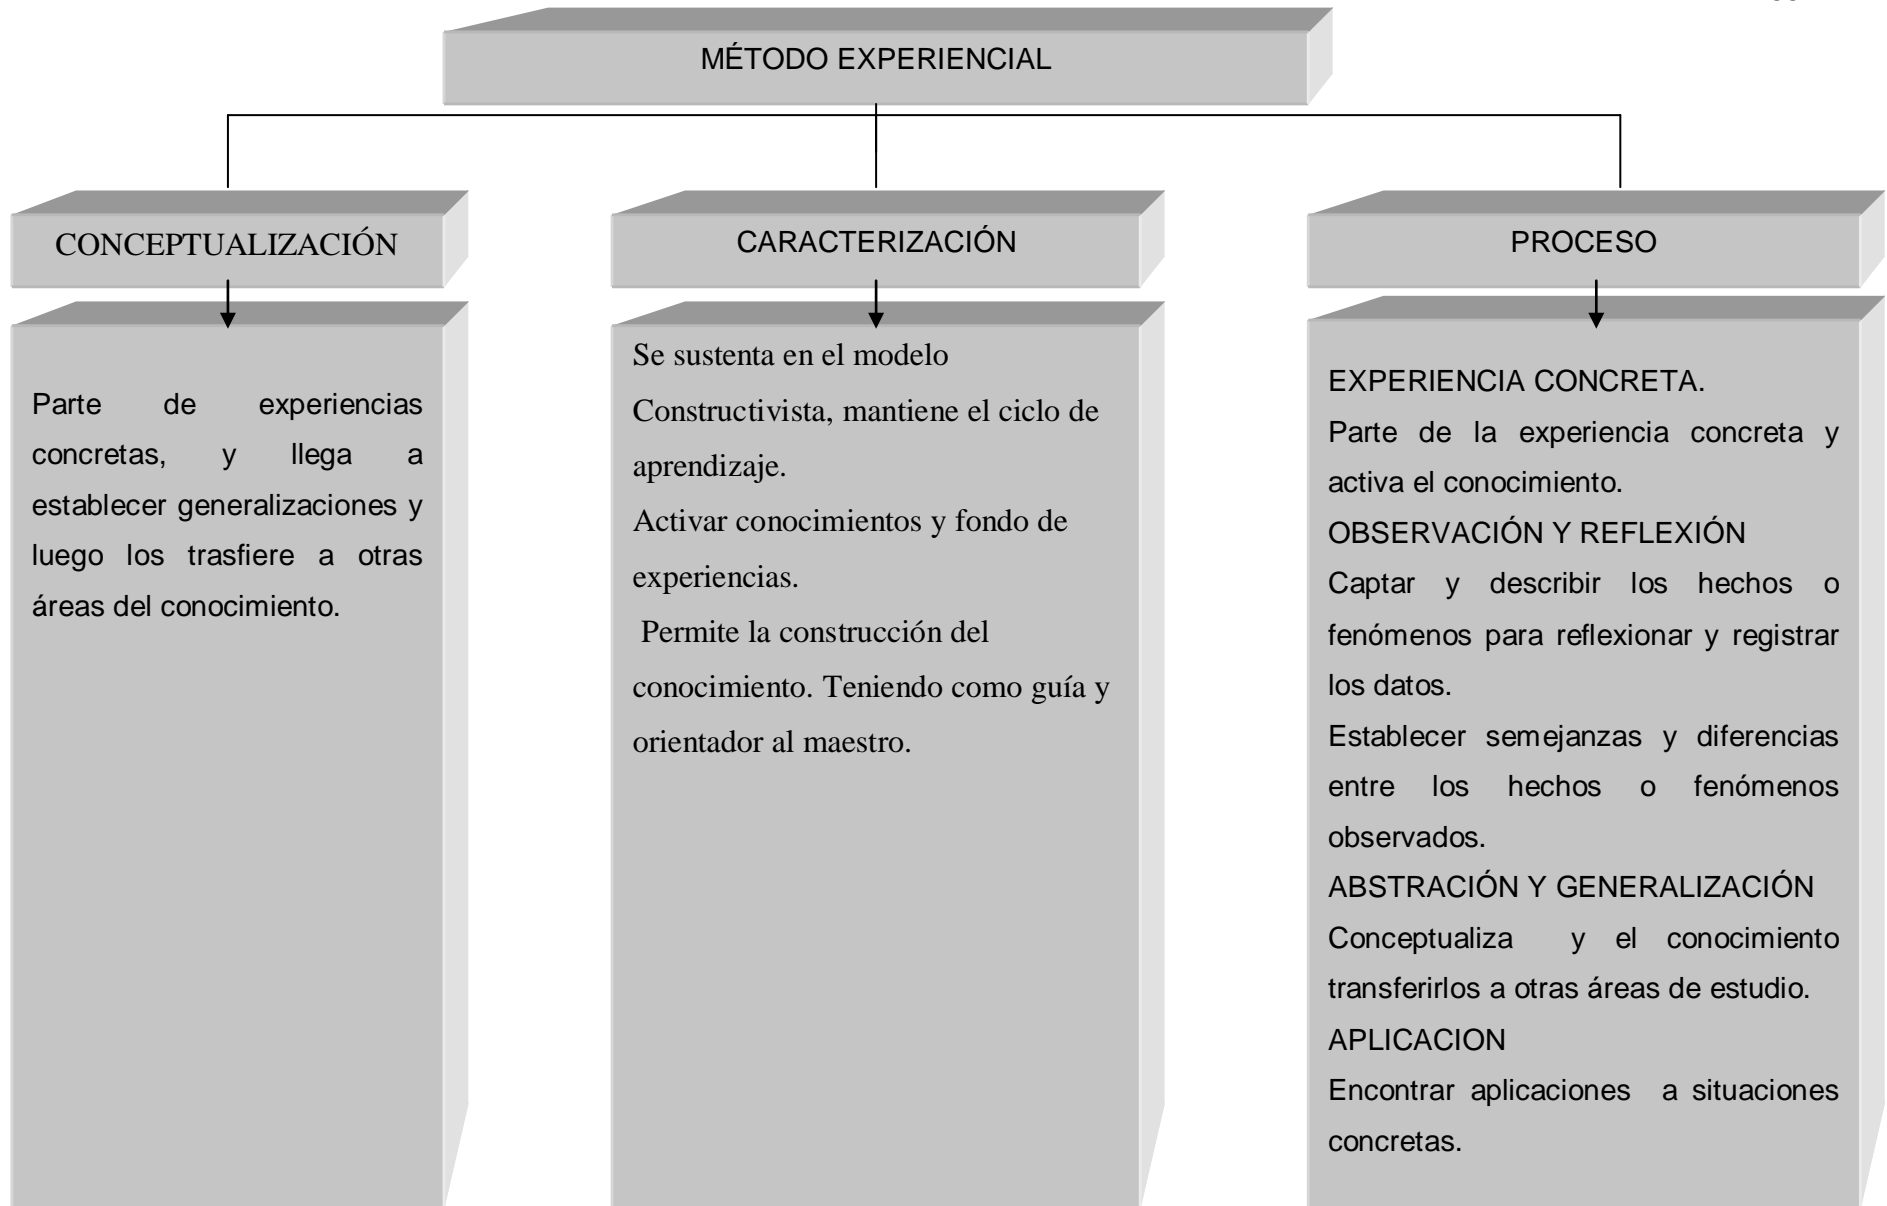 MÉTODO EXPERIENCIAL
CONCEPTUALIZACIÓN
Parte de experiencias
concretas, y llega a
establecer generalizaciones y
luego los trasfiere a otras
áreas del conocimiento.
CARACTERIZACIÓN
Se sustenta en el modelo
Constructivista, mantiene el ciclo de
aprendizaje.
Activar conocimientos y fondo de
experiencias.
Permite la construcción del
conocimiento. Teniendo como guía y
orientador al maestro.
PROCESO
EXPERIENCIA CONCRETA.
Parte de la experiencia concreta y
activa el conocimiento.
OBSERVACIÓN Y REFLEXIÓN
Captar y describir los hechos o
fenómenos para reflexionar y registrar
los datos.
Establecer semejanzas y diferencias
entre los hechos o fenómenos
observados.
ABSTRACIÓN Y GENERALIZACIÓN
Conceptualiza y el conocimiento
transferirlos a otras áreas de estudio.
APLICACION
Encontrar aplicaciones a situaciones
concretas.